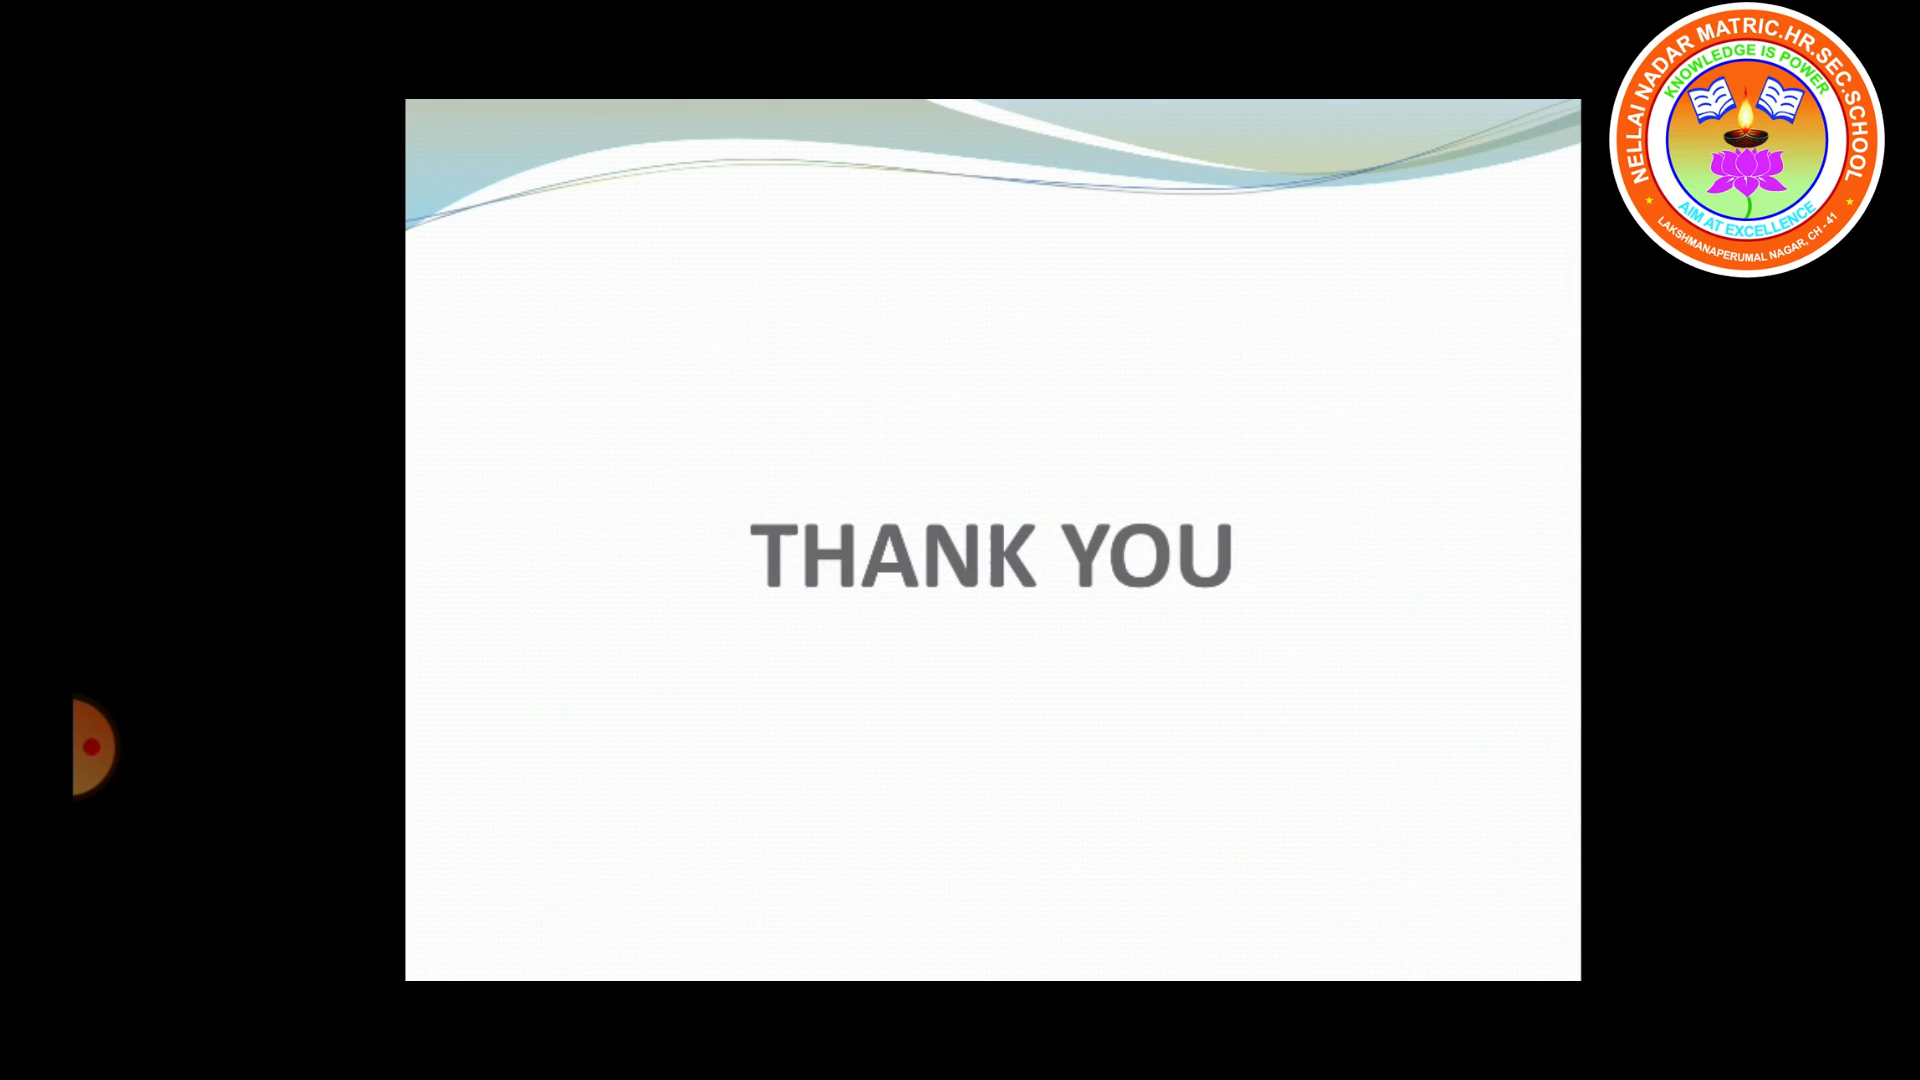 NELLAI NADAR MATRIC.HR.SEC.SCHOOL
KNOWLEDGE IS POWER
AIM AT EXCELLENCE
LAKSHMANAPERUMAL NAGAR, CH - 41
THANK YOU